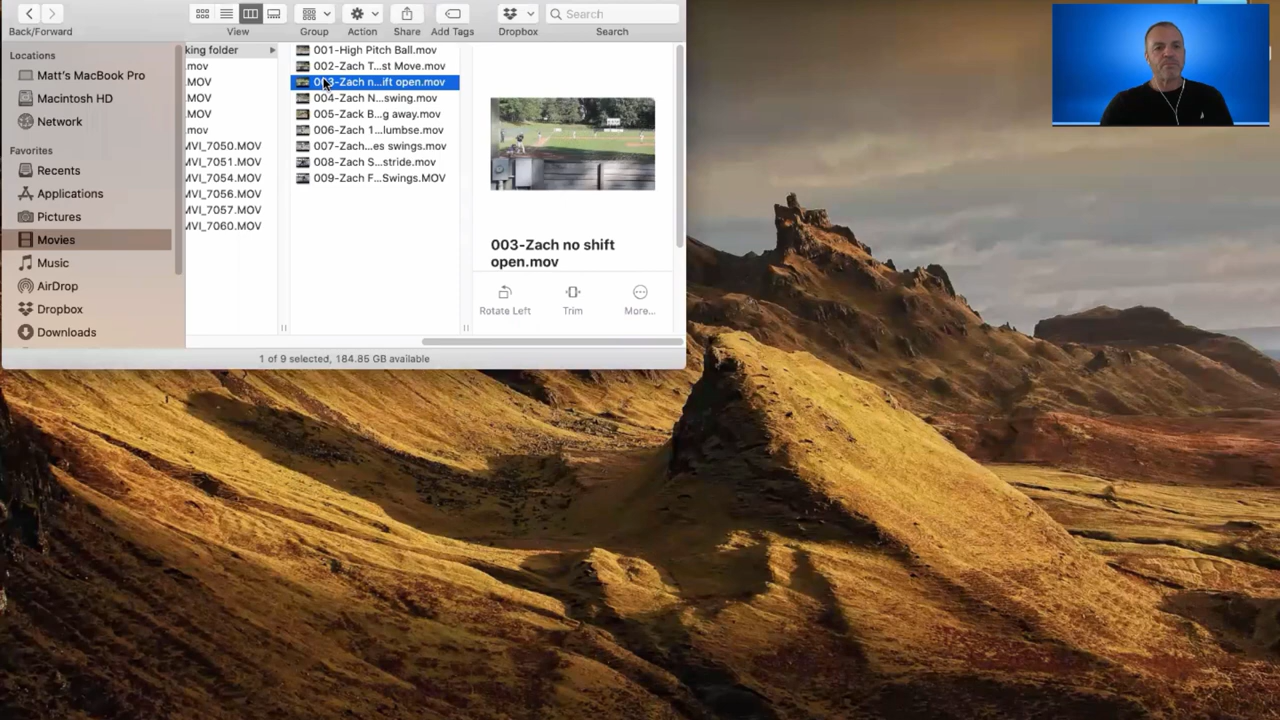 Search
Back/Forward
View
Group
Action
Share
Add Tags
Dropbox
Search
Locations
Matt's MacBook Pro
Macintosh HD
Network
Favorites
Recents
Applications
Pictures
Movies
Music
AirDrop
Dropbox
Downloads
king folder
.mov
.MOV
.MOV
.MOV
.mov
MVI_7050.MOV
MVI_7051.MOV
MVI_7054.MOV
MVI_7056.MOV
MVI_7057.MOV
MVI_7060.MOV
001-High Pitch Ball.mov
002-Zach T...st Move.mov
003-Zach n...ift open.mov
004-Zach N...swing.mov
005-Zack B...g away.mov
006-Zach 1...lumbse.mov
007-Zach...es swings.mov
008-Zach S...stride.mov
009-Zach F...Swings.MOV
003-Zach no shift
open.mov
Rotate Left
Trim
More...
1 of 9 selected, 184.85 GB available